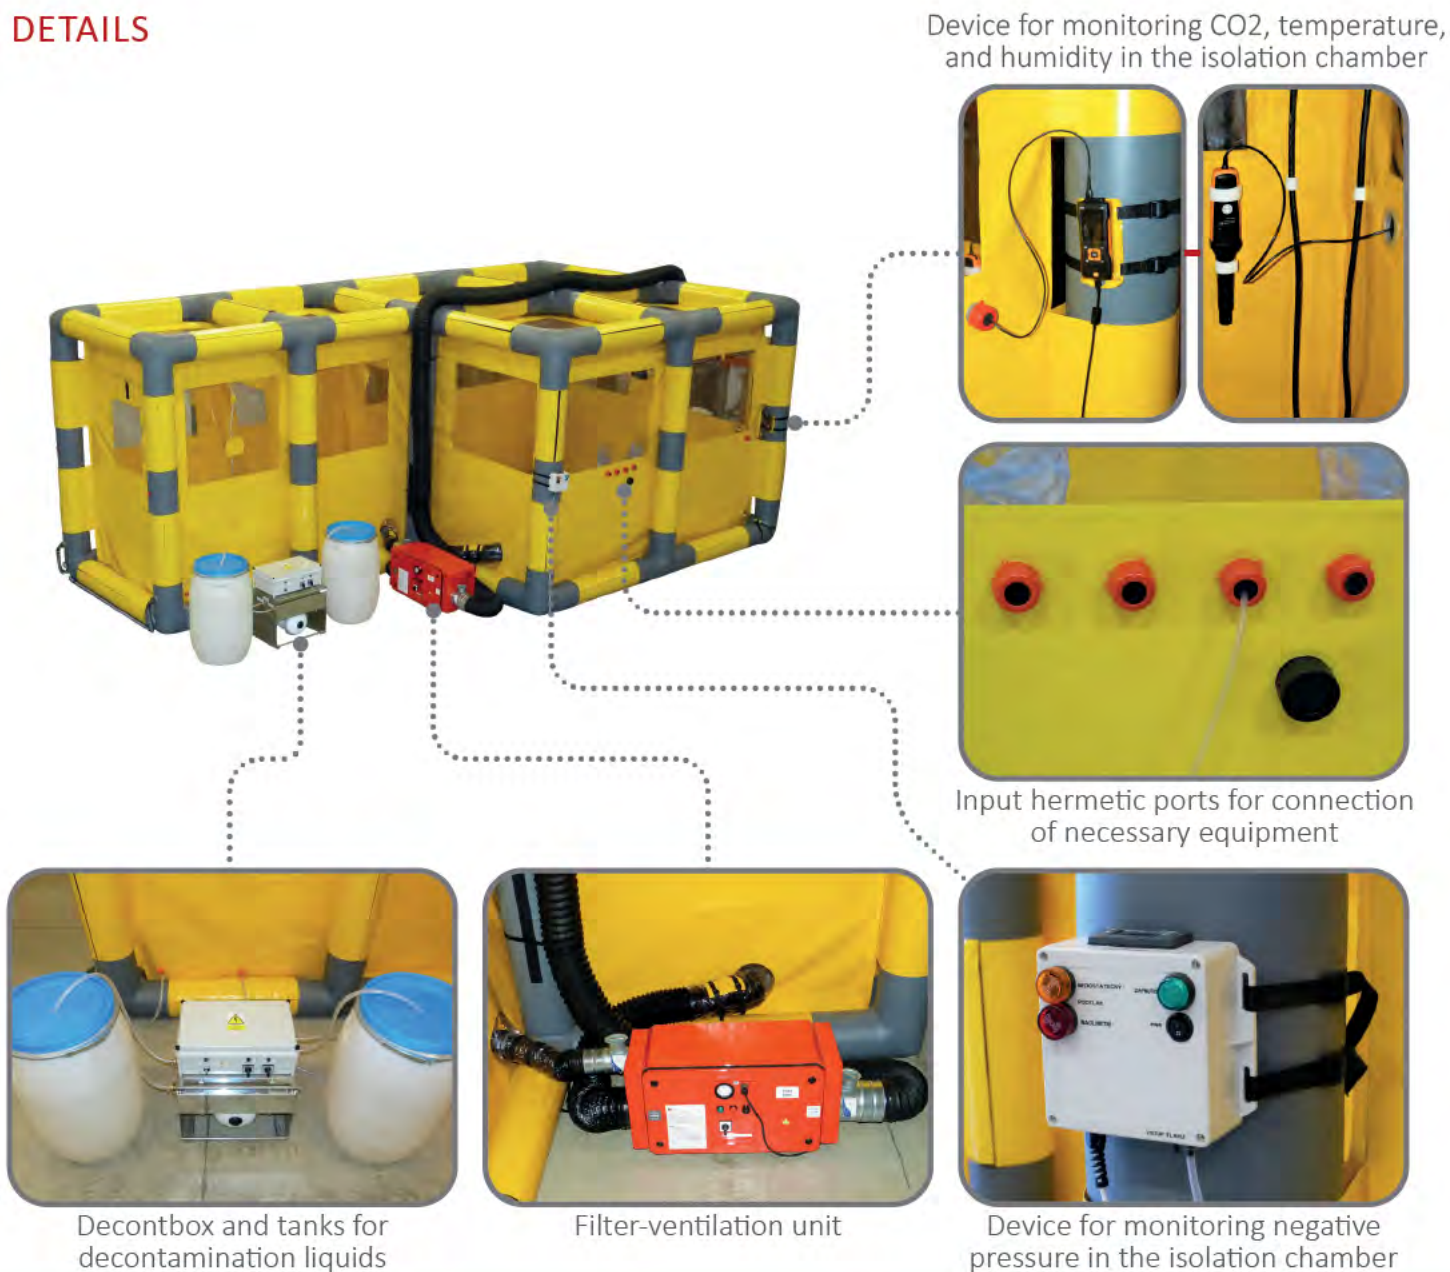 DETAILS
Device for monitoring CO2, temperature,
and humidity in the isolation chamber
Input hermetic ports for connection
of necessary equipment
Decontbox and tanks for
decontamination liquids
Filter-ventilation unit
Device for monitoring negative
pressure in the isolation chamber